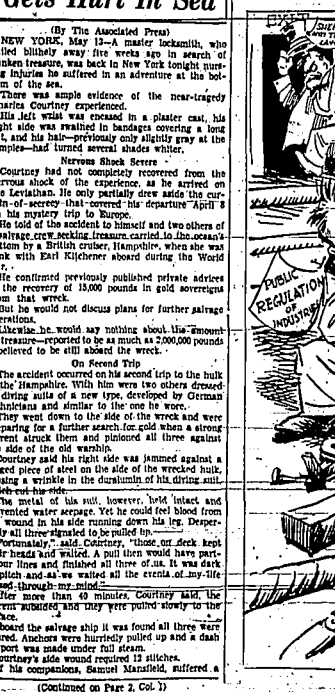 Gets Hurt In Sea
(By The Associated Press)
NEW YORK, May 13—A master locksmith, who
sailed blithely away five weeks ago in search of
sunken treasure, was back in New York tonight nurs-
ing injuries he suffered in an adventure at the bot-
tom of the sea.
There was ample evidence of the near-tragedy
Charles Courtney experienced.
His left wrist was encased in a plaster cast, his
right side was swathed in bandages covering a long
cut, and his hair—previously only slightly gray at the
temples—had turned several shades whiter.
Nervous Shock Severe
Courtney had not completely recovered from the
nervous shock of the experience, as he arrived on
the Leviathan. He only partially drew aside the cur-
tain-of-secrecy that covered his departure April 8
on his mystery trip to Europe.
He told of the accident to himself and two others of
salvage crew seeking treasure carried to the ocean's
bottom by a British cruiser, Hampshire, when she was
sunk with Earl Kitchener aboard during the World
He confirmed previously published private advices
the recovery of 15,000 pounds in gold sovereigns
from that wreck.
But he would not discuss plans for further salvage
operations.
Likewise he would say nothing about the amount
treasure—reported to be as much as 2,000,000 pounds
believed to be still aboard the wreck.
On Second Trip
The accident occurred on his second trip to the hulk
the Hampshire. With him were two others dressed
diving suits of a new type, developed by German
technicians and similar to the one he wore.
They went down to the side of the wreck and were
preparing for a further search for gold when a strong
current struck them and pinioned all three against
side of the old warship.
Courtney said his right side was jammed against a
jagged piece of steel on the side of the wrecked hulk,
causing a wrinkle in the duralumin of his diving suit,
which cut his side.
The metal of his suit, however, held intact and
prevented water seepage. Yet he could feel blood from
wound in his side running down his leg. Desper-
all three signaled to be pulled up.
"Fortunately," said Courtney, "those on deck kept
their heads and waited. A pull then would have part-
our lines and finished all three of us. It was dark
pitch and as we waited all the events of my life
passed through my mind."
After more than 40 minutes, Courtney said, the
current subsided and they were pulled slowly to the
surface.
Aboard the salvage ship it was found all three were
Anchors were hurriedly pulled up and a dash
port was made under full steam.
Courtney's side wound required 12 stitches.
of his companions, Samuel Mansfield, suffered a
(Continued on Page 2, Col. 1)
EXIT
PUBLIC
REGULATION
OF
INDUSTRY